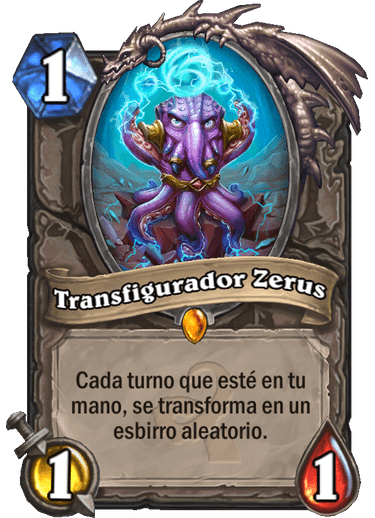 1
Transfigurador Zerus
Cada turno que esté en tu
mano, se transforma en un
esbirro aleatorio.
1
1